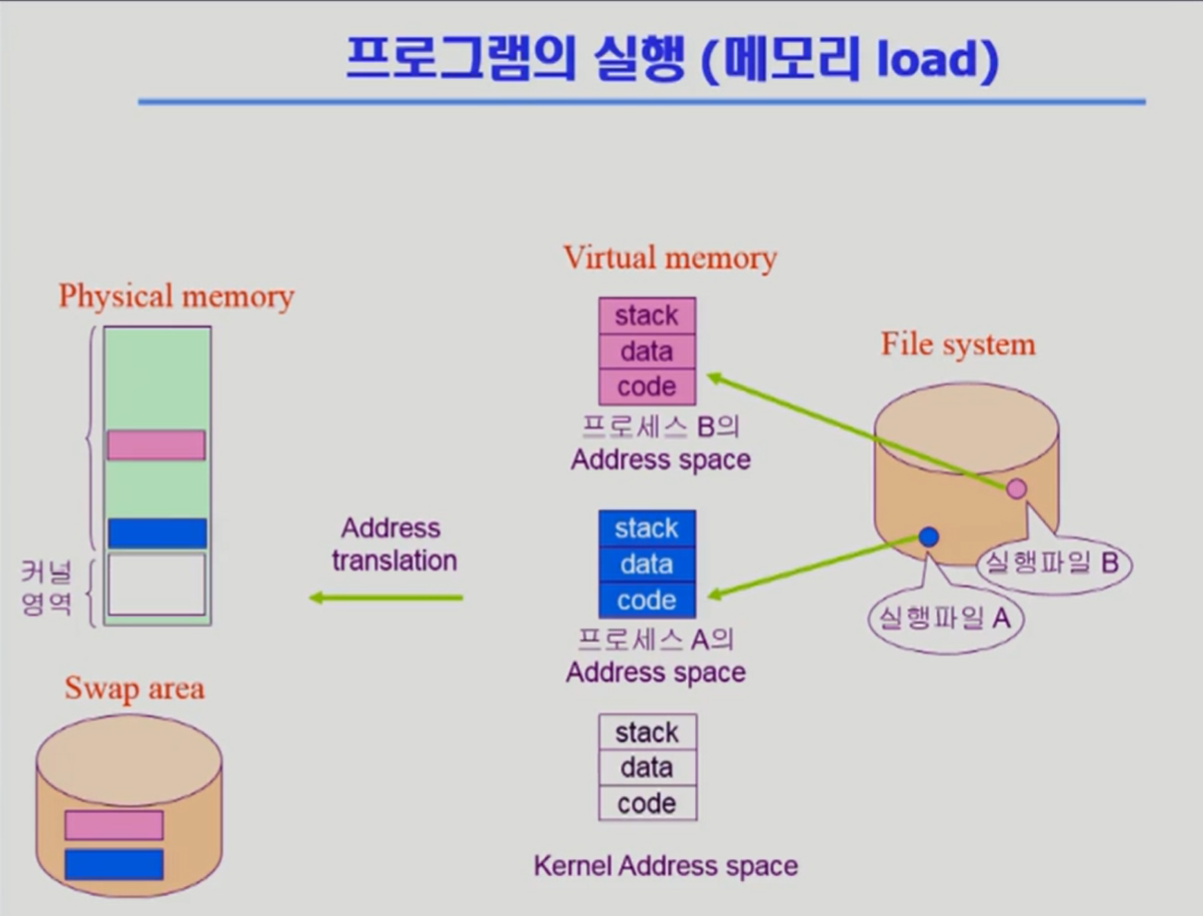 프로그램의 실행 (메모리 load)
Virtual memory
Physical memory
File system
stack
data
code
프로세스 B의
Address space
Address
translation
stack
data
code
프로세스 A의
Address space
실행파일 B
실행파일 A
커널
영역
Swap area
stack
data
code
Kernel Address space